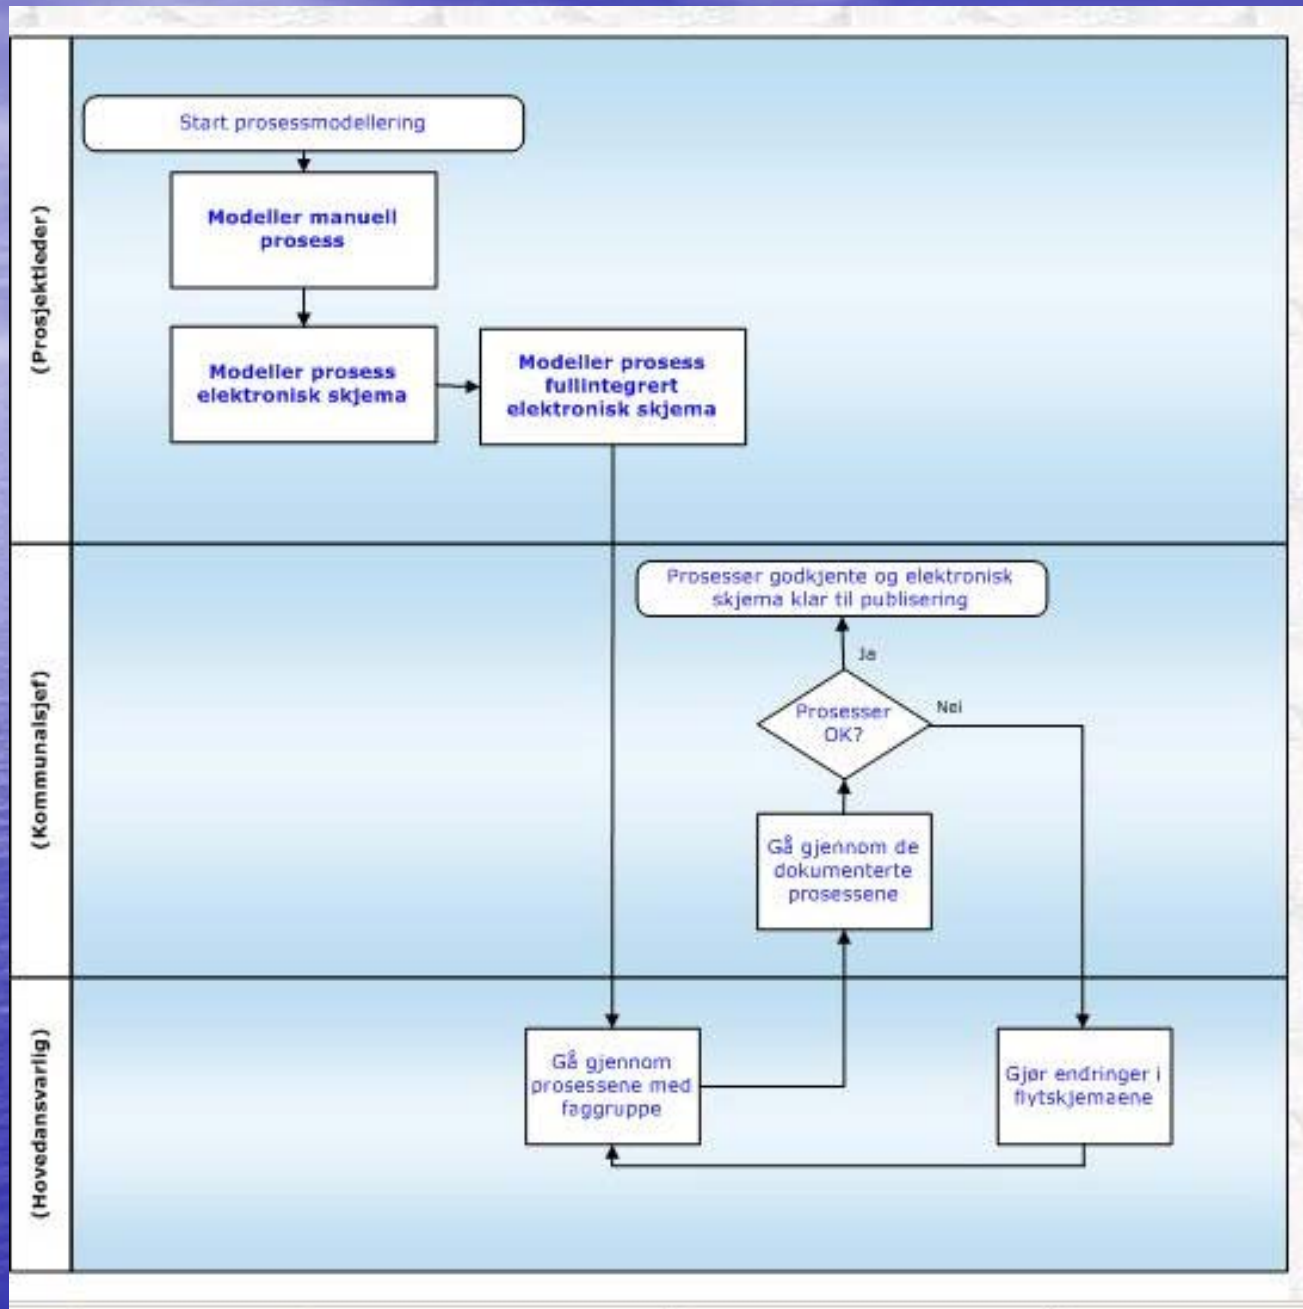 (Prosjektleder)
Start prosessmodellering
Modeller manuell
prosess
Modeller prosess
elektronisk skjema
Modeller prosess
fullintegrert
elektronisk skjema
(Kommunalsjef)
Prosesser godkjente og elektronisk
skjema klar til publisering
Ja
Prosesser
OK?
Nei
Gå gjennom de
dokumenterte
prosessene
(Hovedansvarlig)
Gå gjennom
prosessene med
faggruppe
Gjør endringer i
flytskjemaene